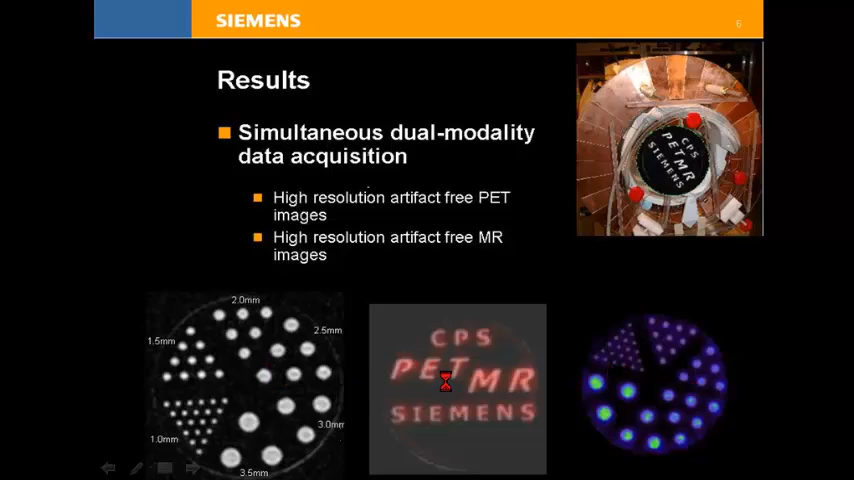 SIEMENS
6
Results
Simultaneous dual-modality
data acquisition
High resolution artifact free PET
images
High resolution artifact free MR
images
CPS
PETMR
SIEMENS
2.0mm
2.5mm
1.5mm
1.0mm
3.0mm
3.5mm
CPS
PET MR
SIEMENS